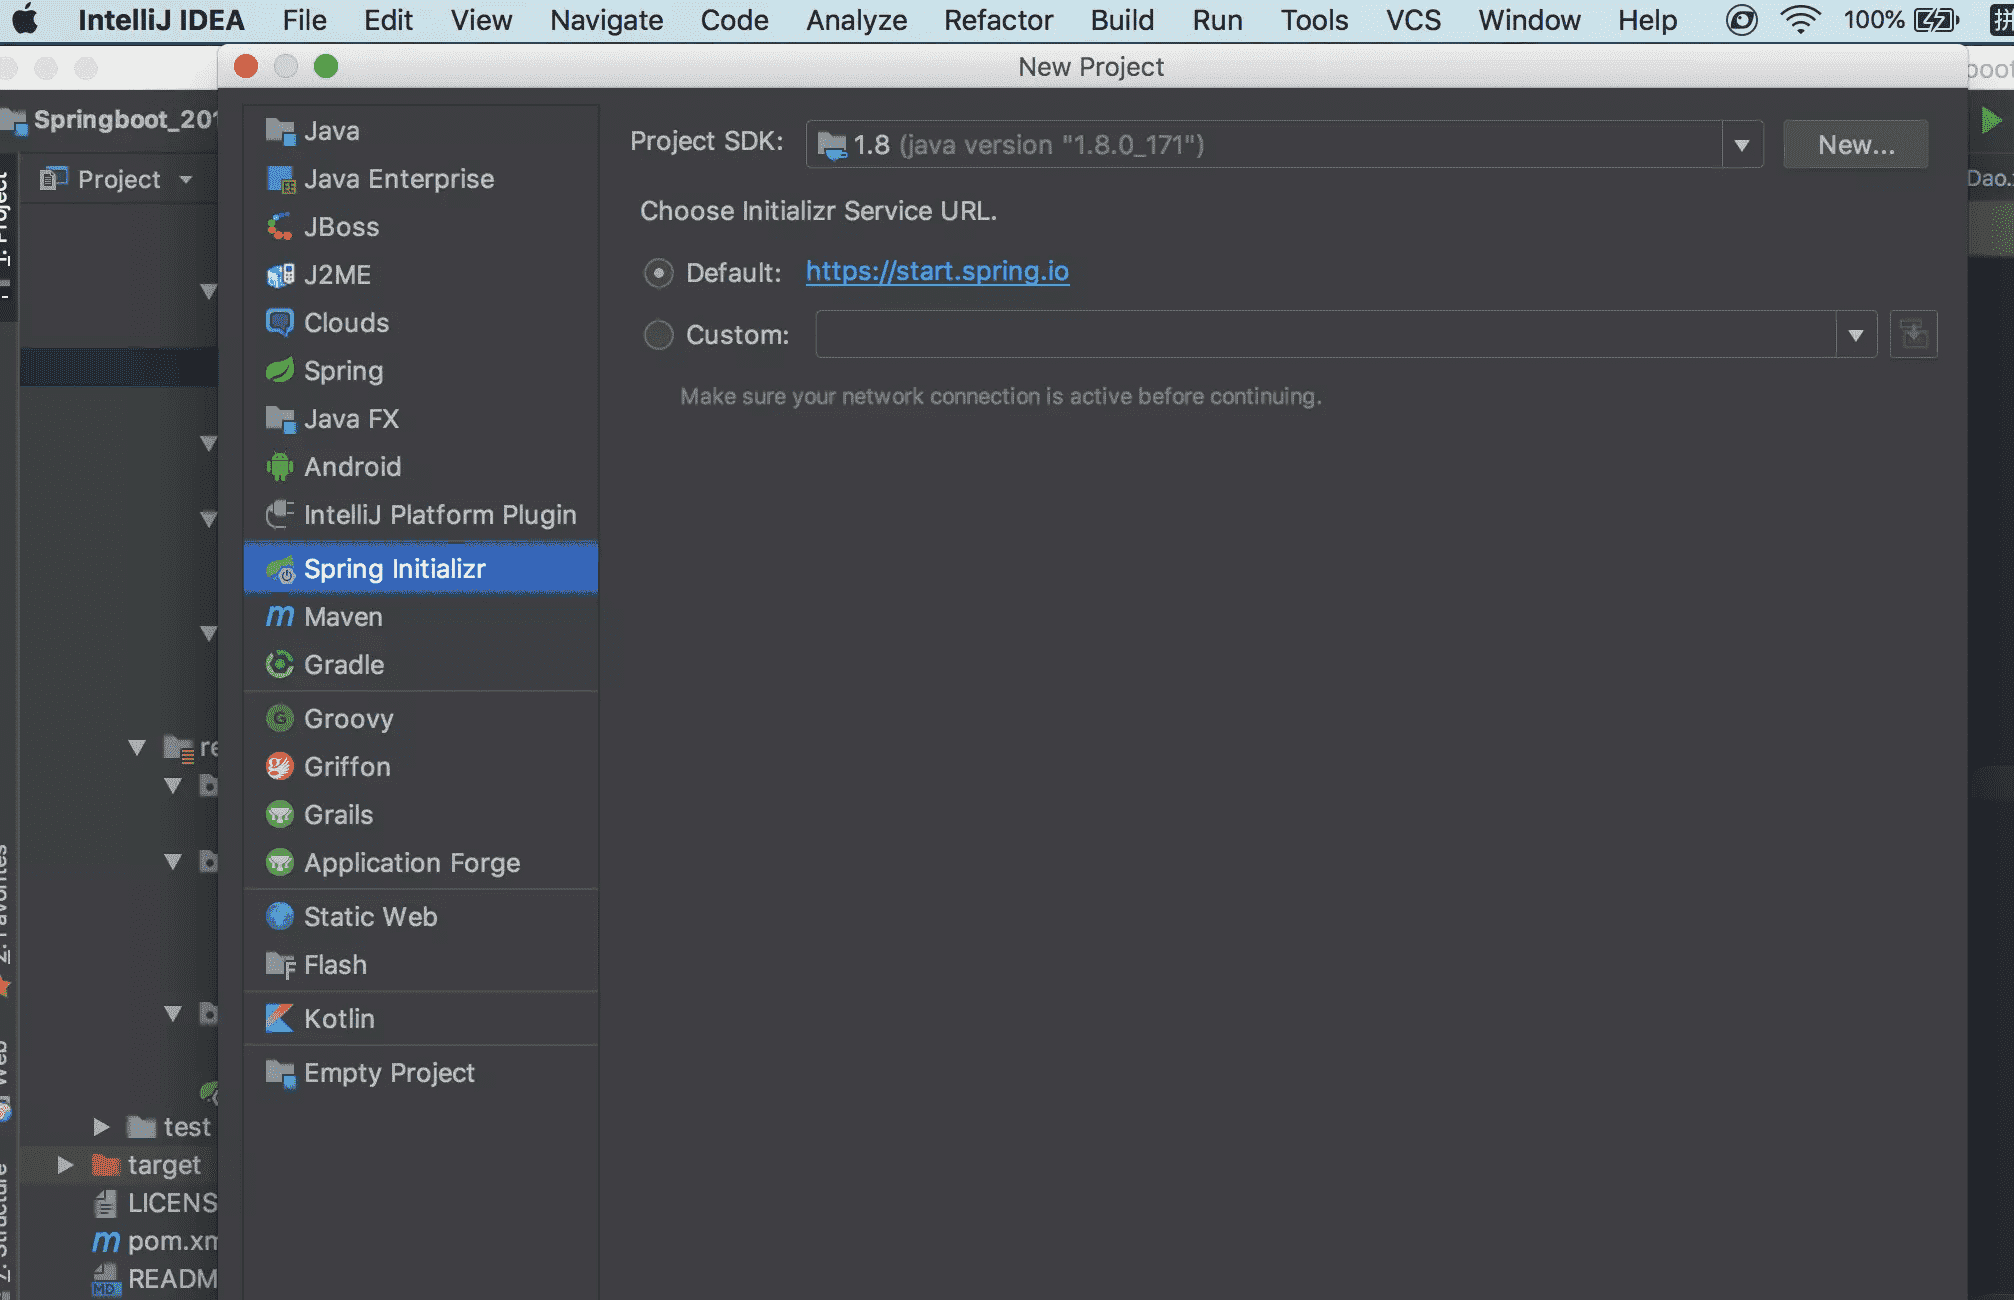 IntelliJ IDEA File Edit View Navigate Code Analyze Refactor Build Run Tools VCS Window Help 100% 拼
New Project
Springboot_201
Project
1: Project
Java
Java Enterprise
JBoss
J2ME
Clouds
Spring
Java FX
Android
IntelliJ Platform Plugin
Spring Initializr
Maven
Gradle
Groovy
Griffon
Grails
Application Forge
Static Web
Flash
Kotlin
Empty Project
Project SDK: 1.8 (java version "1.8.0_171") New...
Choose Initializr Service URL.
Default: https://start.spring.io
Custom:
Make sure your network connection is active before continuing.
Dao.
boot
re
test
target
LICENS
pom.xm
READM
2: Favorites
Web
7: Structure